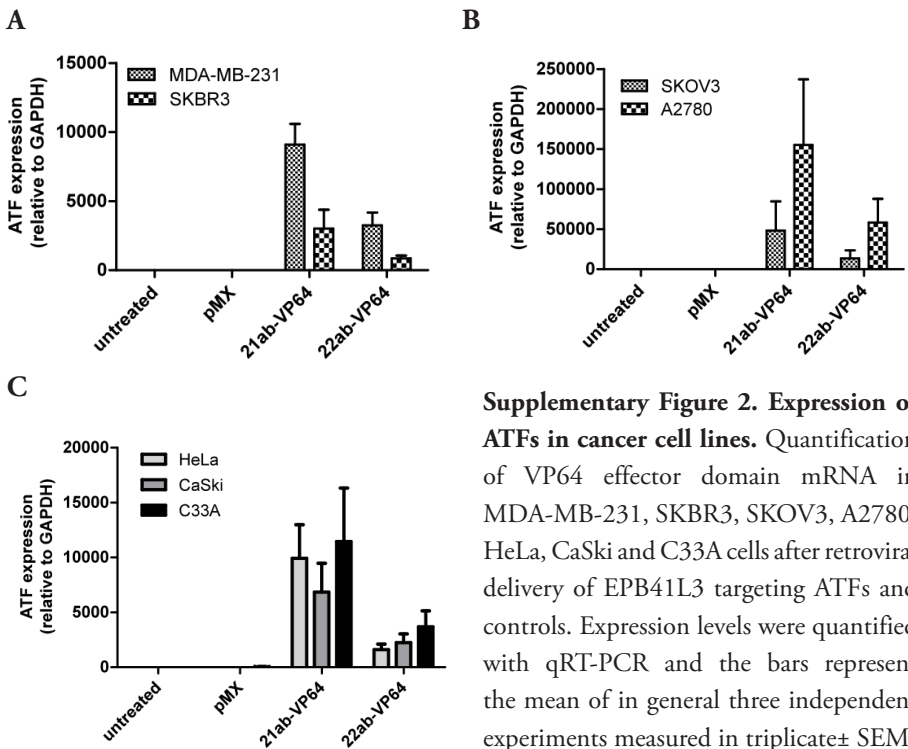 A
ATF expression
(relative to GAPDH)
15000
10000
5000
0
MDA-MB-231
SKBR3
untreated
pMX
21ab-VP64
22ab-VP64
B
ATF expression
(relative to GAPDH)
250000
200000
150000
100000
50000
0
SKOV3
A2780
untreated
pMX
21ab-VP64
22ab-VP64
C
ATF expression
(relative to GAPDH)
20000
15000
10000
5000
0
HeLa
CaSki
C33A
untreated
pMX
21ab-VP64
22ab-VP64
Supplementary Figure 2. Expression o
ATFs in cancer cell lines. Quantification
of VP64 effector domain mRNA in
MDA-MB-231, SKBR3, SKOV3, A2780
HeLa, CaSki and C33A cells after retrovira
delivery of EPB41L3 targeting ATFs and
controls. Expression levels were quantified
with qRT-PCR and the bars represen
the mean of in general three independen
experiments measured in triplicate± SEM